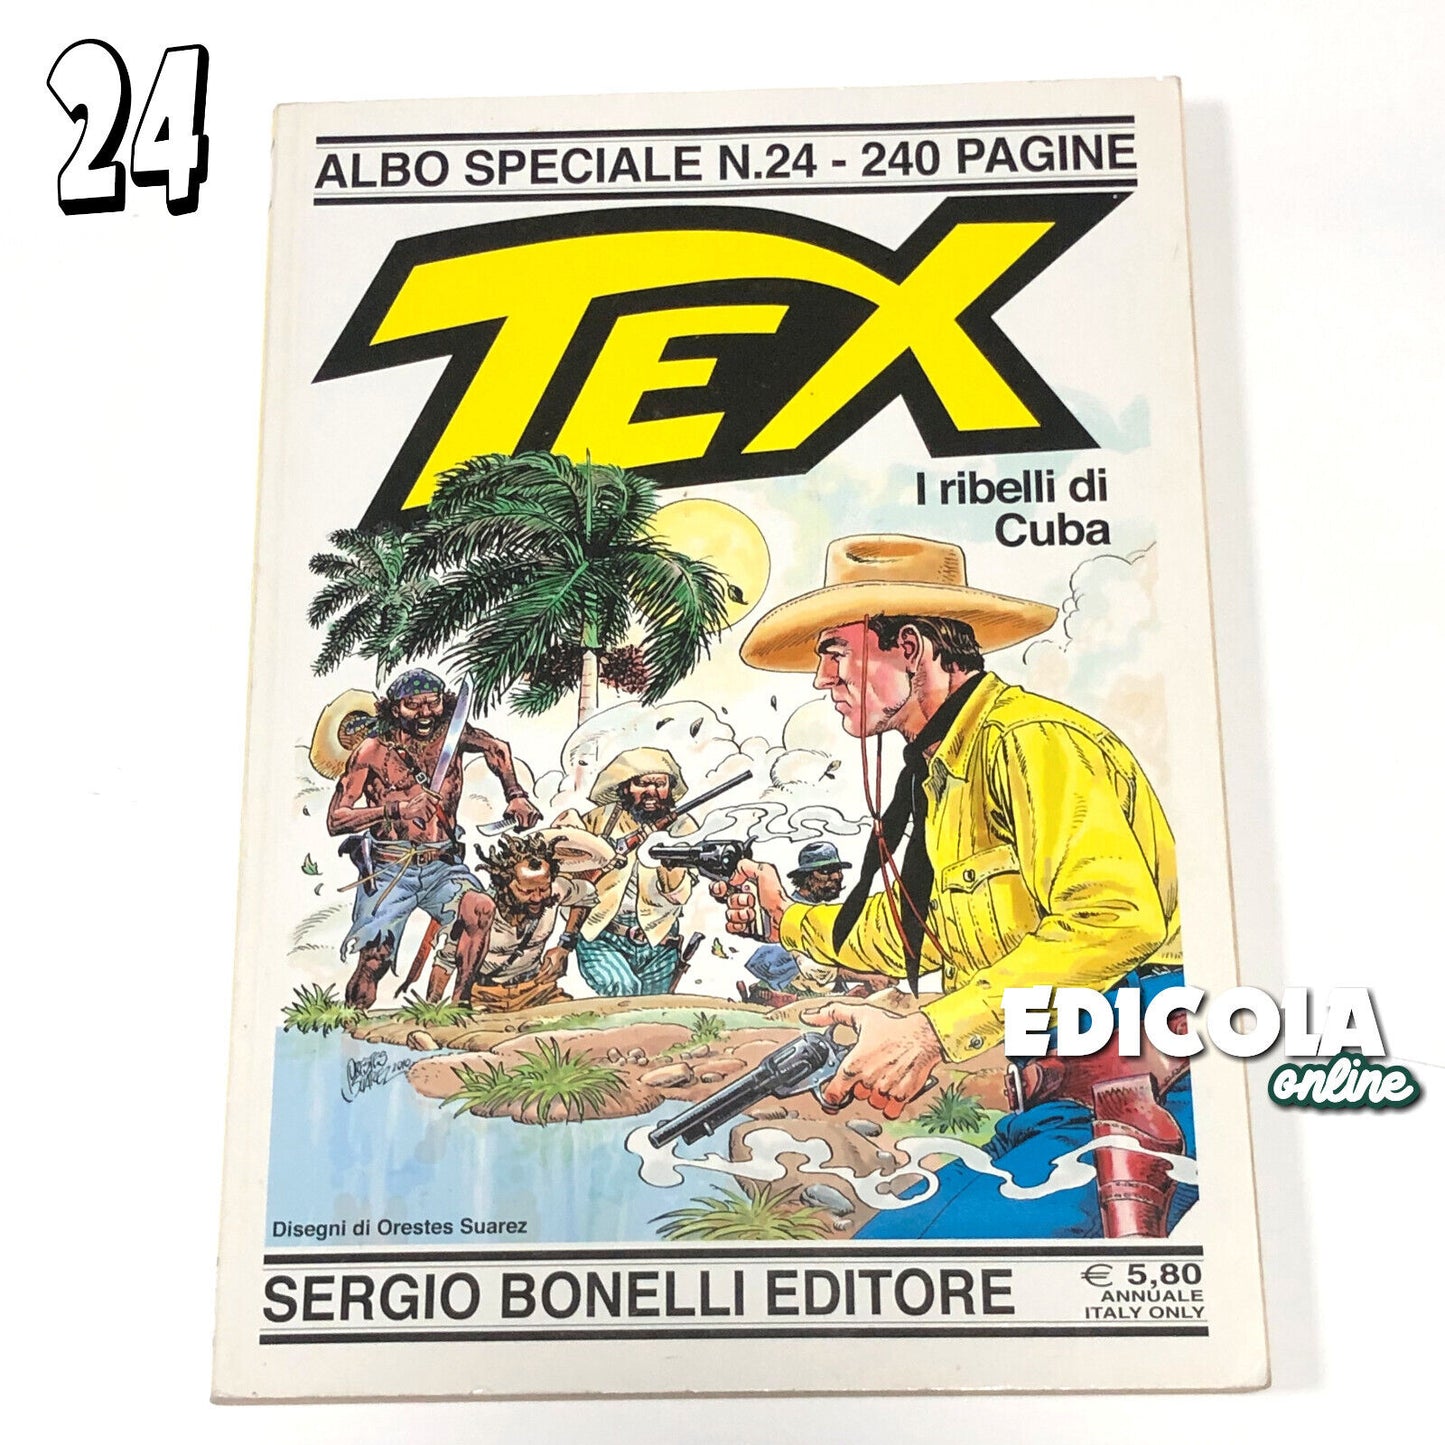 24
ALBO SPECIALE N.24 - 240 PAGINE
TEX
I ribelli di
Cuba
EDICOLA
online
Disegni di Orestes Suarez
SERGIO BONELLI EDITORE
€ 5,80
ANNUALE
ITALY ONLY